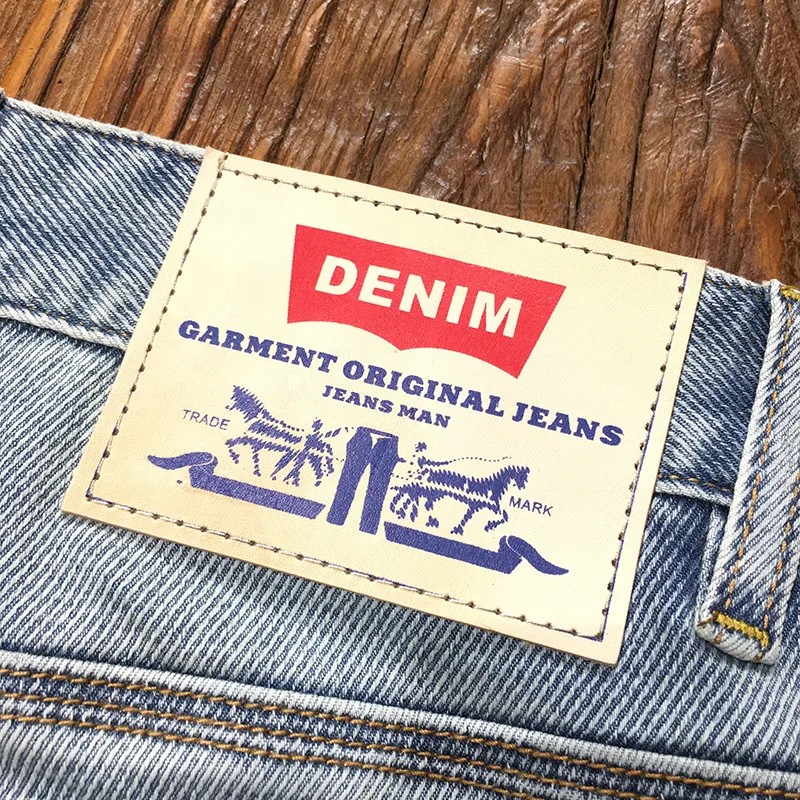 DENIM
GARMENT ORIGINAL JEANS
JEANS MAN
TRADE
MARK